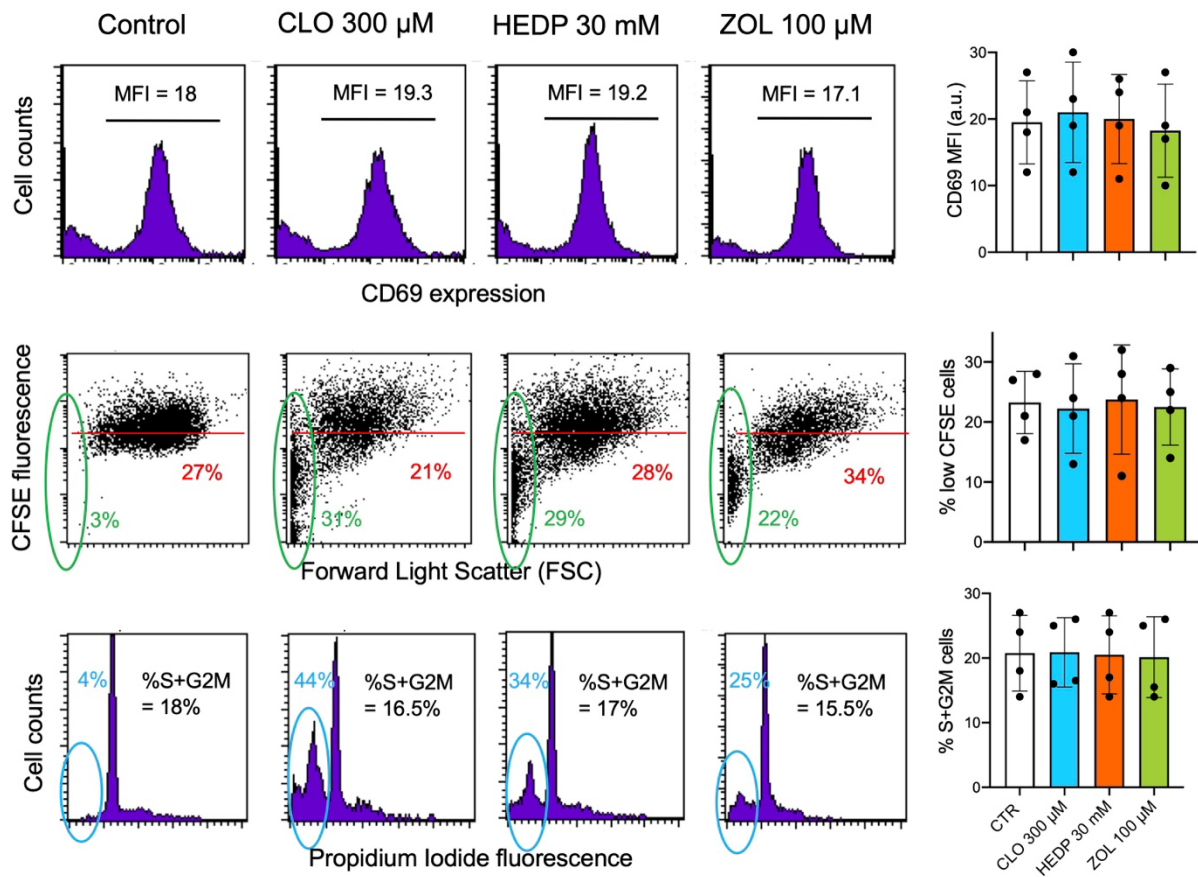 Control
CLO 300 µM
HEDP 30 mM
ZOL 100 µM
Cell counts
MFI = 18
MFI = 19.3
MFI = 19.2
MFI = 17.1
CD69 expression
CD69 MFI (a.u.)
30
20
10
0
CFSE fluorescence
27%
3%
21%
31%
28%
29%
34%
22%
Forward Light Scatter (FSC)
% low CFSE cells
30
20
10
0
Cell counts
4%
%S+G2M
= 18%
44%
%S+G2M
= 16.5%
34%
%S+G2M
= 17%
25%
%S+G2M
= 15.5%
Propidium Iodide fluorescence
% S+G2M cells
30
20
10
0
CTR
CLO 300 µM
HEDP 30 mM
ZOL 100 µM